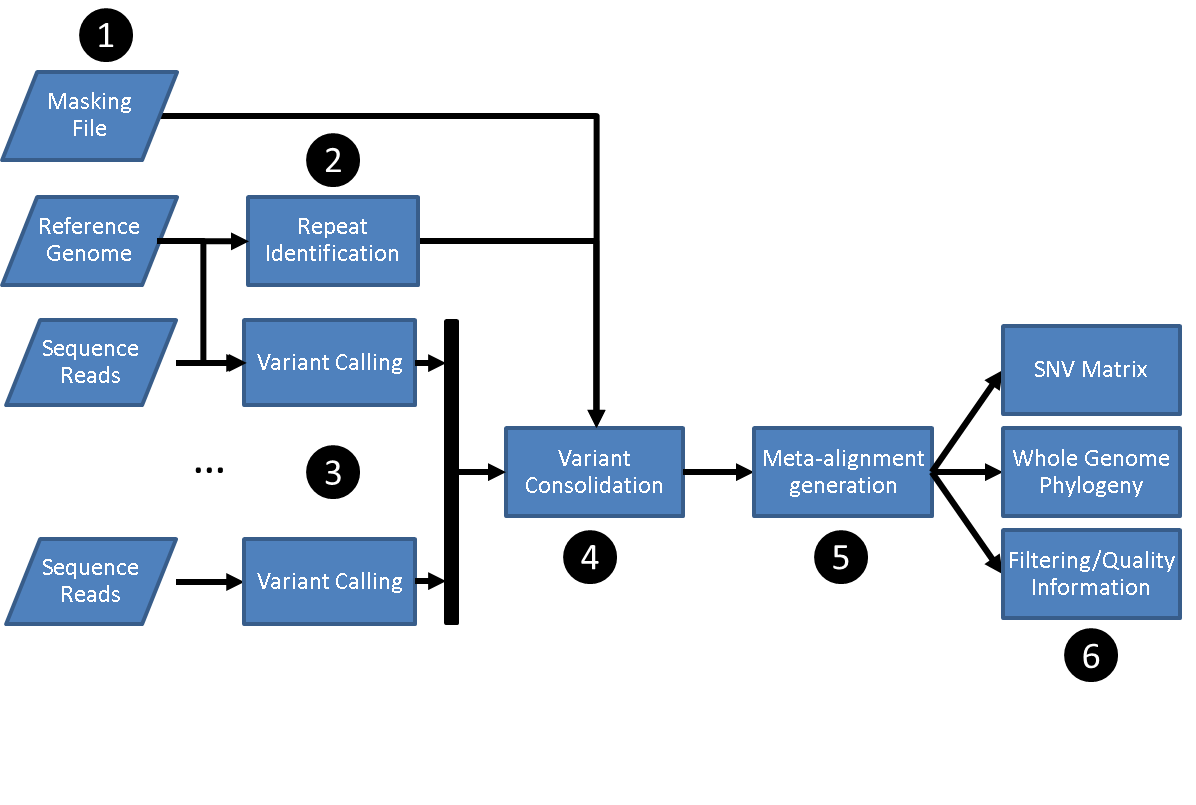 1
Masking
File
2
Reference
Genome
Repeat
Identification
Sequence
Reads
Variant Calling
...
3
Sequence
Reads
Variant Calling
Variant
Consolidation
4
Meta-alignment
generation
5
SNV Matrix
Whole Genome
Phylogeny
Filtering/Quality
Information
6